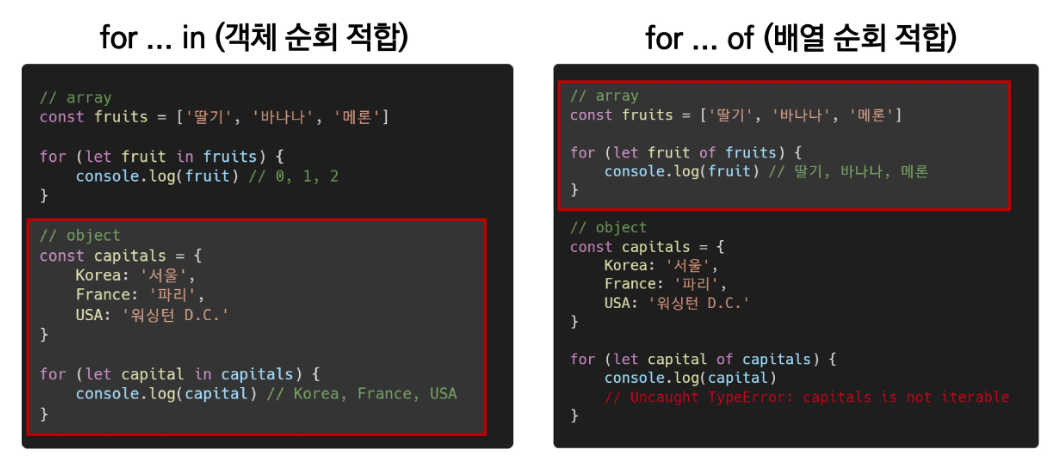 for ... in (객체 순회 적합)
// array
const fruits = ['딸기', '바나나', '메론']
for (let fruit in fruits) {
    console.log(fruit) // 0, 1, 2
}
// object
const capitals = {
    Korea: '서울',
    France: '파리',
    USA: '워싱턴 D.C.'
}
for (let capital in capitals) {
    console.log(capital) // Korea, France, USA
}
for ... of (배열 순회 적합)
// array
const fruits = ['딸기', '바나나', '메론']
for (let fruit of fruits) {
    console.log(fruit) // 딸기, 바나나, 메론
}
// object
const capitals = {
    Korea: '서울',
    France: '파리',
    USA: '워싱턴 D.C.'
}
for (let capital of capitals) {
    console.log(capital)
    // Uncaught TypeError: capitals is not iterable
}